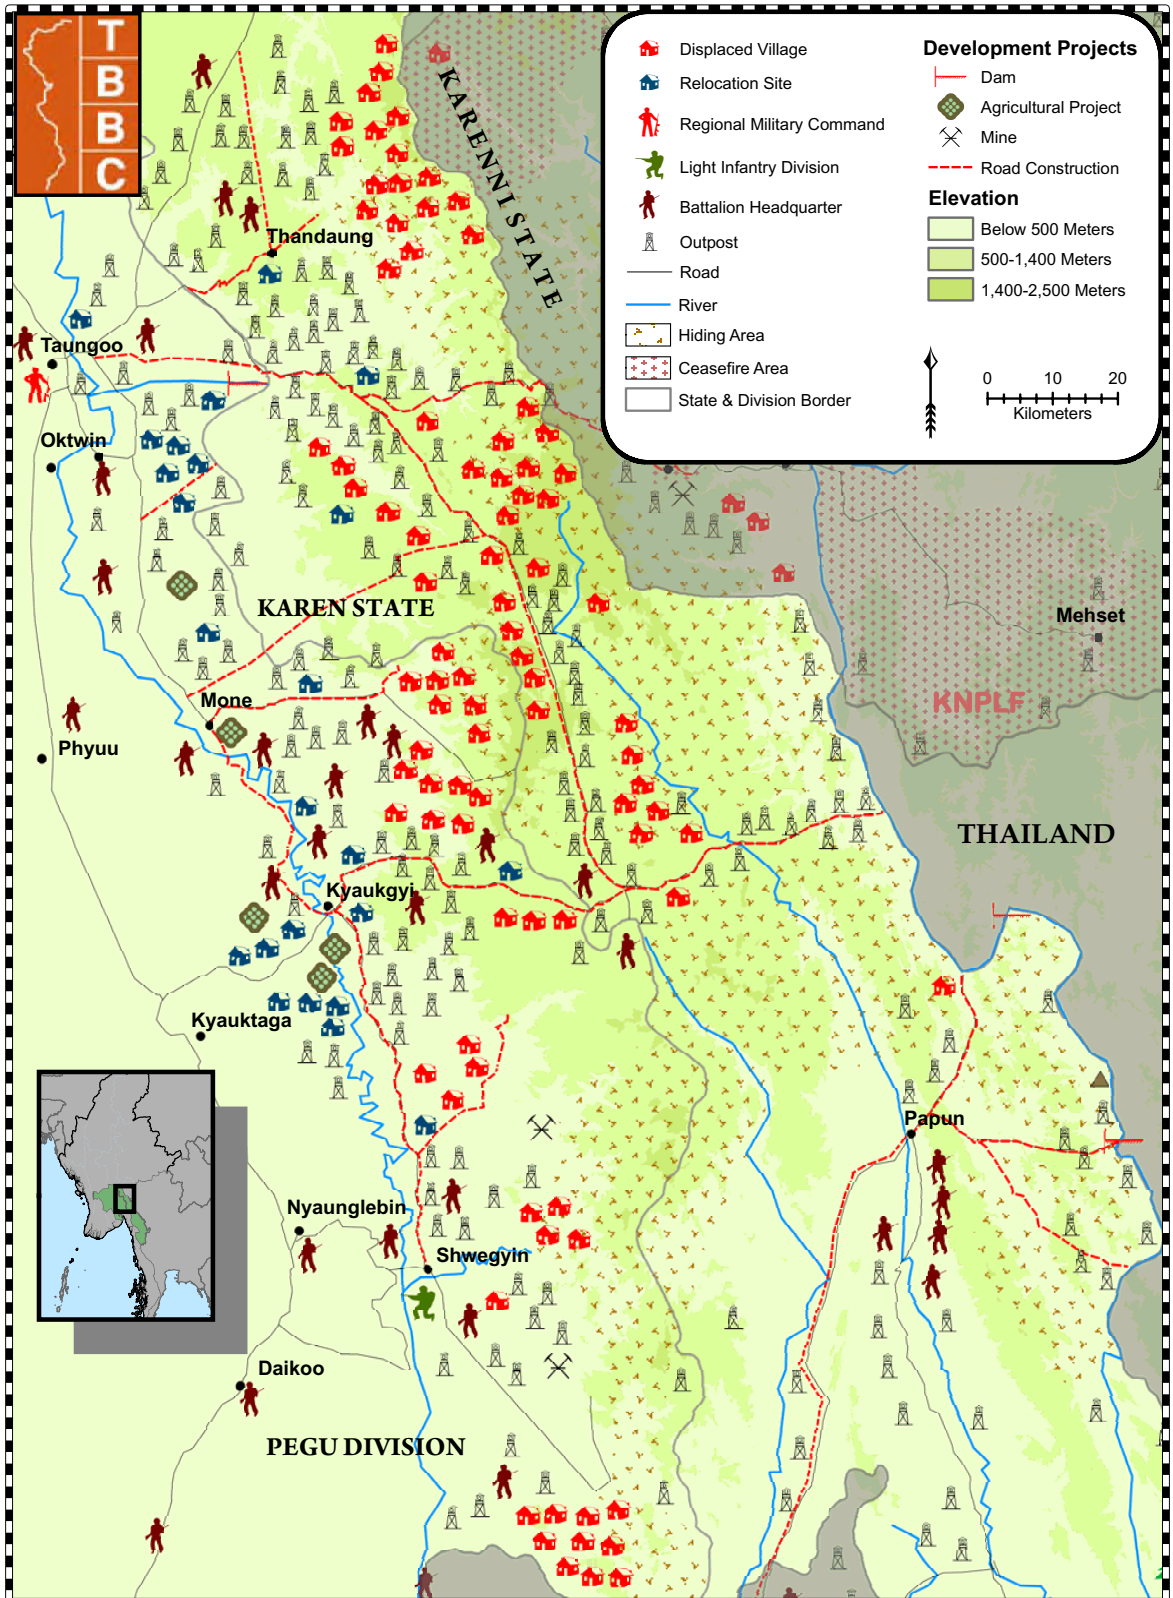 T
B
B
C
Displaced Village
Relocation Site
Regional Military Command
Light Infantry Division
Battalion Headquarter
Outpost
Road
River
Hiding Area
Ceasefire Area
State & Division Border
Development Projects
Dam
Agricultural Project
Mine
Road Construction
Elevation
Below 500 Meters
500-1,400 Meters
1,400-2,500 Meters
0 10 20
Kilometers
KARENNI STATE
Thandaung
Taungoo
Oktwin
KAREN STATE
Mehset
KNPLF
Mone
Phyuu
THAILAND
Kyaukgyi
Kyauktaga
Papun
Nyaunglebin
Shwegyin
Daikoo
PEGU DIVISION